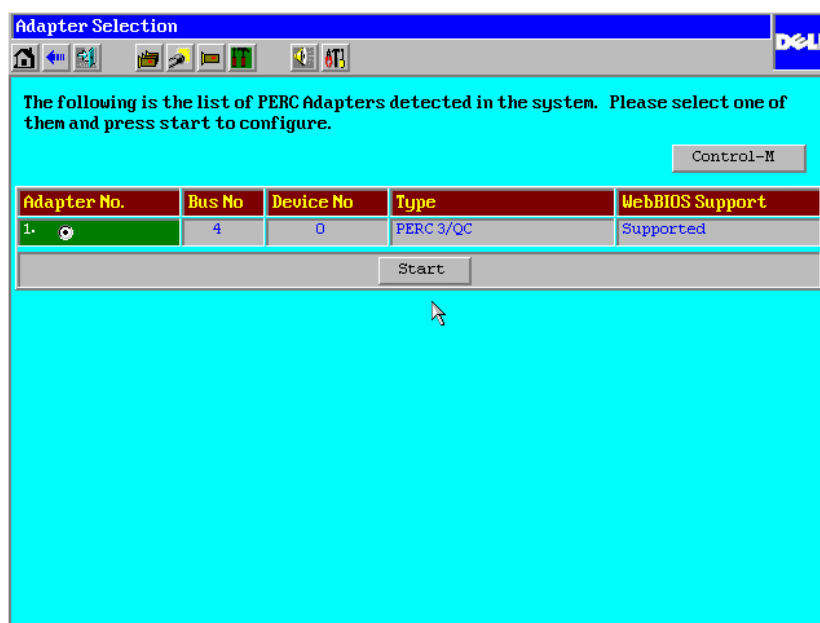 Adapter Selection
DELL
The following is the list of PERC Adapters detected in the system. Please select one of
them and press start to configure.
Control-M
Adapter No. Bus No Device No Type WebBIOS Support
1. 4 0 PERC 3/QC Supported
Start